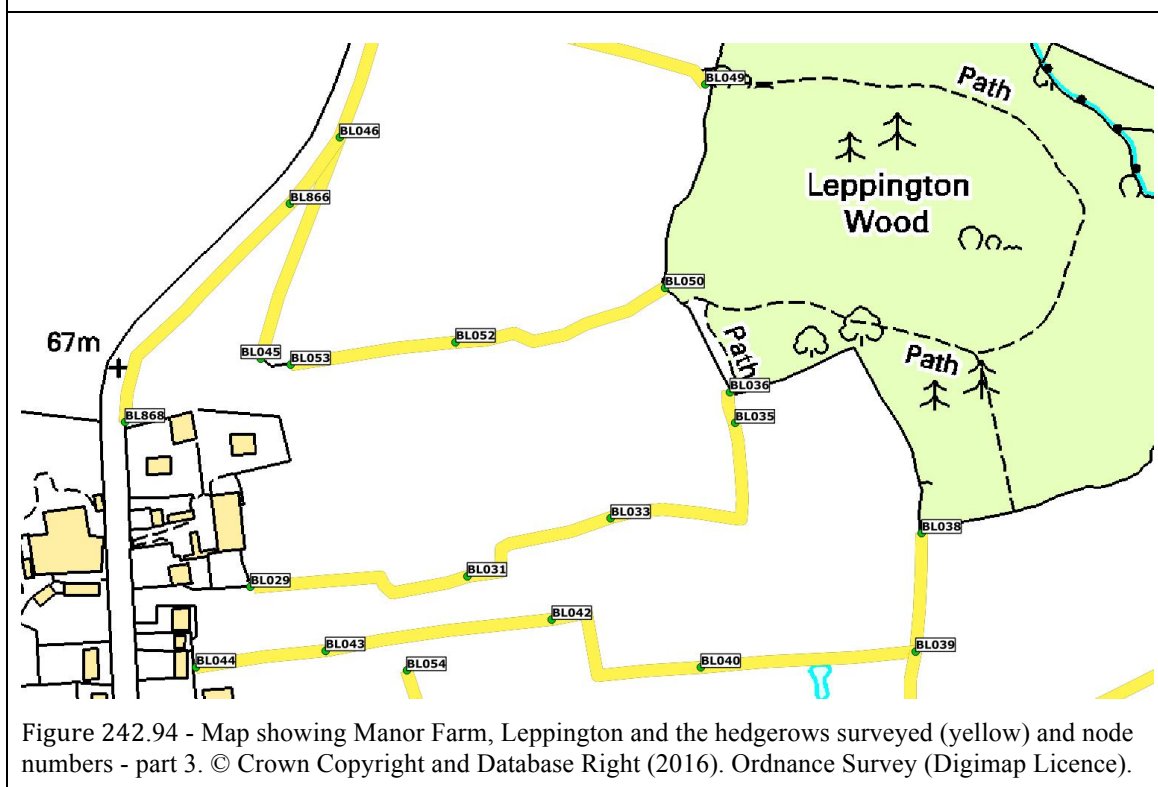 BL049
Path
BL046
Leppington
Wood
BL866
BL050
67m
BL052
BL045
BL053
Path
Path
BL036
BL868
BL035
BL033
BL038
BL031
BL029
BL042
BL043
BL039
BL044
BL054
BL040
Figure 242.94 - Map showing Manor Farm, Leppington and the hedgerows surveyed (yellow) and node
numbers - part 3. © Crown Copyright and Database Right (2016). Ordnance Survey (Digimap Licence).